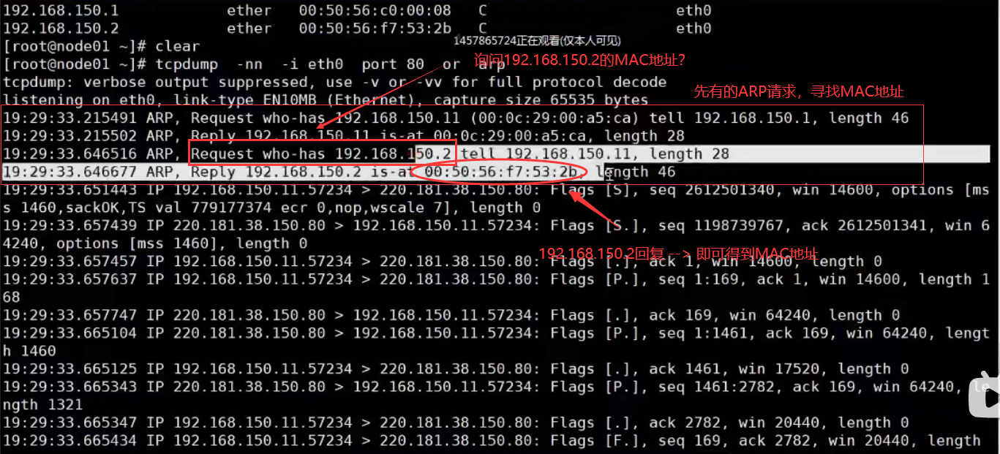 192.168.150.1 ether 00:50:56:c0:00:08 C eth0
192.168.150.2 ether 00:50:56:f7:53:2b C eth0
[root@node01 ~]# clear
1457865724正在观看(仅本人可见)
[root@node01 ~]# tcpdump -nn -i eth0 port 80 or arp
询问192.168.150.2的MAC地址?
tcpdump: verbose output suppressed, use -v or -vv for full protocol decode
先有的ARP请求，寻找MAC地址
listening on eth0, link-type EN10MB (Ethernet), capture size 65535 bytes
19:29:33.215491 ARP, Request who-has 192.168.150.11 (00:0c:29:00:a5:ca) tell 192.168.150.1, length 46
19:29:33.215502 ARP, Reply 192.168.150.11 is-at 00:0c:29:00:a5:ca, length 28
19:29:33.646516 ARP, Request who-has 192.168.150.2 tell 192.168.150.11, length 28
19:29:33.646677 ARP, Reply 192.168.150.2 is-at 00:50:56:f7:53:2b, length 46
19:29:33.651443 IP 192.168.150.11.57234 > 220.181.38.150.80: Flags [S], seq 2612501340, win 14600, options [ms
s 1460,sackOK,TS val 779177374 ecr 0,nop,wscale 7], length 0
19:29:33.657439 IP 220.181.38.150.80 > 192.168.150.11.57234: Flags [S.], seq 1198739767, ack 2612501341, win 6
4240, options [mss 1460], length 0
192.168.150.2回复 --> 即可得到MAC地址
19:29:33.657457 IP 192.168.150.11.57234 > 220.181.38.150.80: Flags [.], ack 1, win 14600, length 0
19:29:33.657637 IP 192.168.150.11.57234 > 220.181.38.150.80: Flags [P.], seq 1:169, ack 1, win 14600, length 1
68
19:29:33.657747 IP 220.181.38.150.80 > 192.168.150.11.57234: Flags [.], ack 169, win 64240, length 0
19:29:33.665104 IP 220.181.38.150.80 > 192.168.150.11.57234: Flags [P.], seq 1:1461, ack 169, win 64240, lengt
h 1460
19:29:33.665125 IP 192.168.150.11.57234 > 220.181.38.150.80: Flags [.], ack 1461, win 17520, length 0
19:29:33.665343 IP 220.181.38.150.80 > 192.168.150.11.57234: Flags [P.], seq 1461:2782, ack 169, win 64240, le
ngth 1321
19:29:33.665347 IP 192.168.150.11.57234 > 220.181.38.150.80: Flags [.], ack 2782, win 20440, length 0
19:29:33.665434 IP 192.168.150.11.57234 > 220.181.38.150.80: Flags [F.], seq 169, ack 2782, win 20440, length